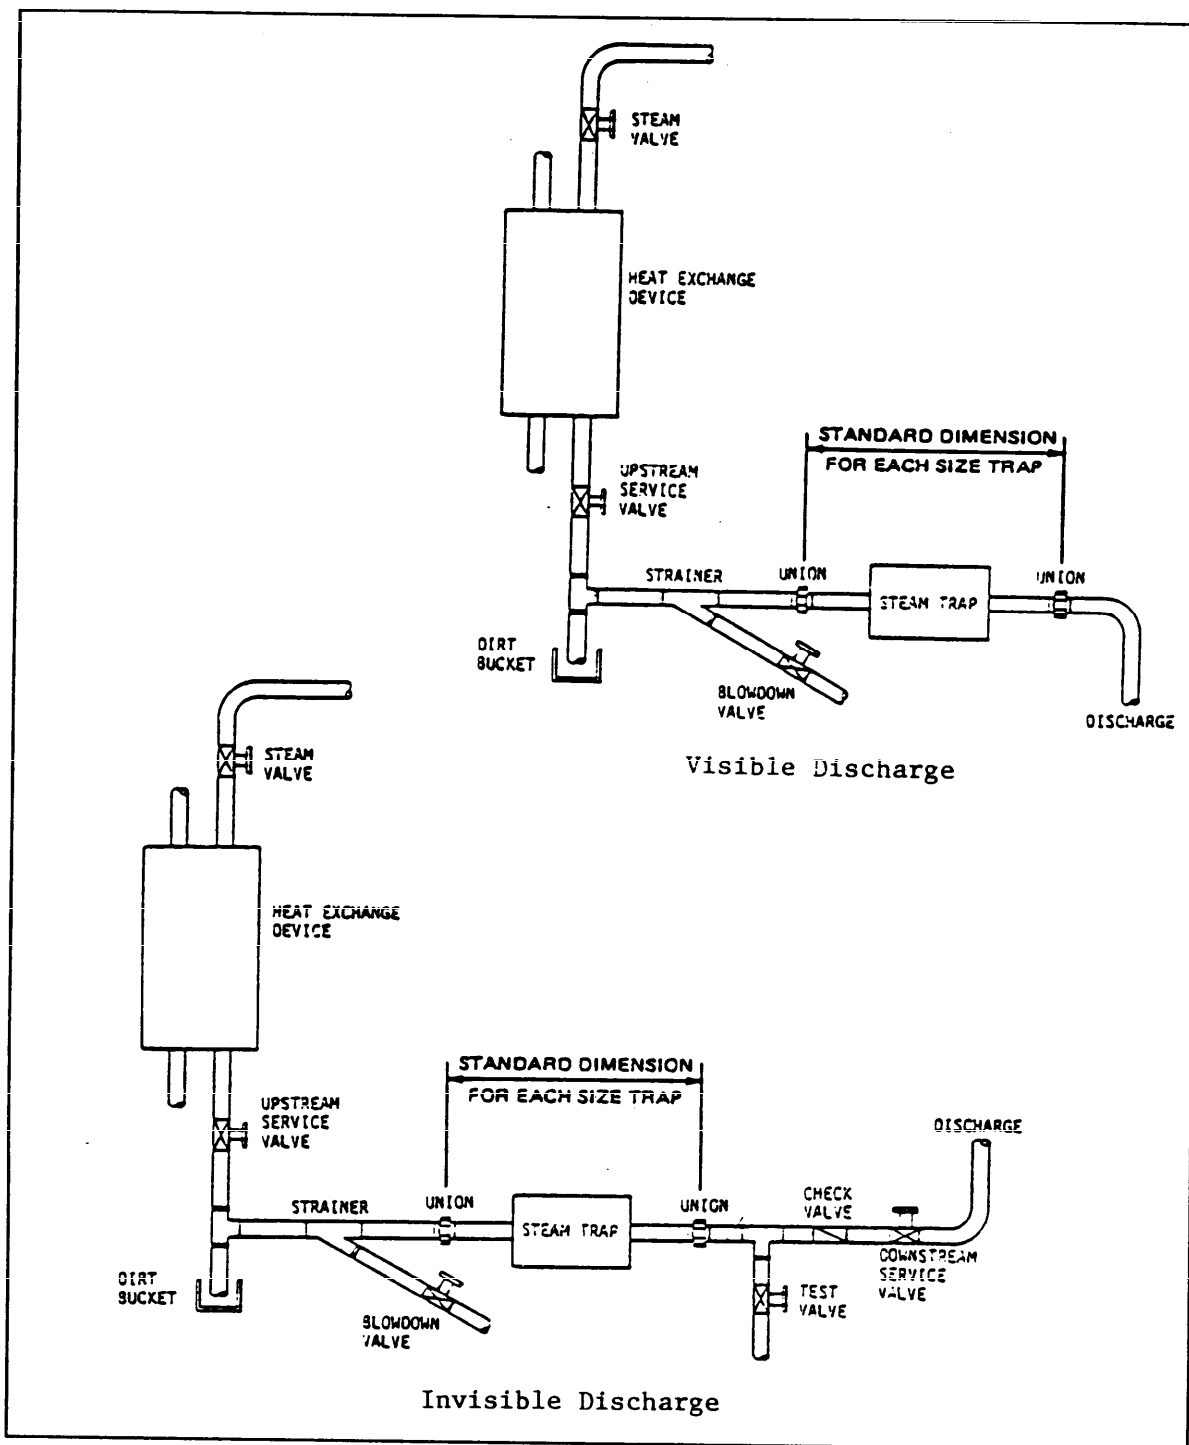 STEAM
VALVE
HEAT EXCHANGE
DEVICE
STANDARD DIMENSION
FOR EACH SIZE TRAP
UPSTREAM
SERVICE
VALVE
STRAINER
UNION
STEAM TRAP
UNION
DIRT
BUCKET
BLOWDOWN
VALVE
DISCHARGE
Visible Discharge
STEAM
VALVE
HEAT EXCHANGE
DEVICE
STANDARD DIMENSION
FOR EACH SIZE TRAP
UPSTREAM
SERVICE
VALVE
DISCHARGE
STRAINER
UNION
STEAM TRAP
UNION
CHECK
VALVE
DOWNSTREAM
SERVICE
VALVE
DIRT
BUCKET
BLOWDOWN
VALVE
TEST
VALVE
Invisible Discharge